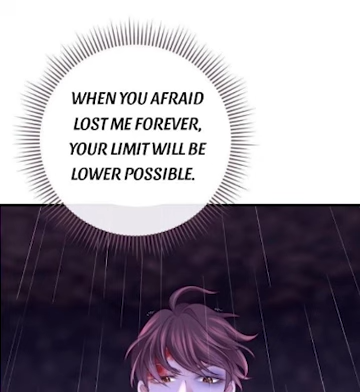 WHEN YOU AFRAID
LOST ME FOREVER,
YOUR LIMIT WILL BE
LOWER POSSIBLE.